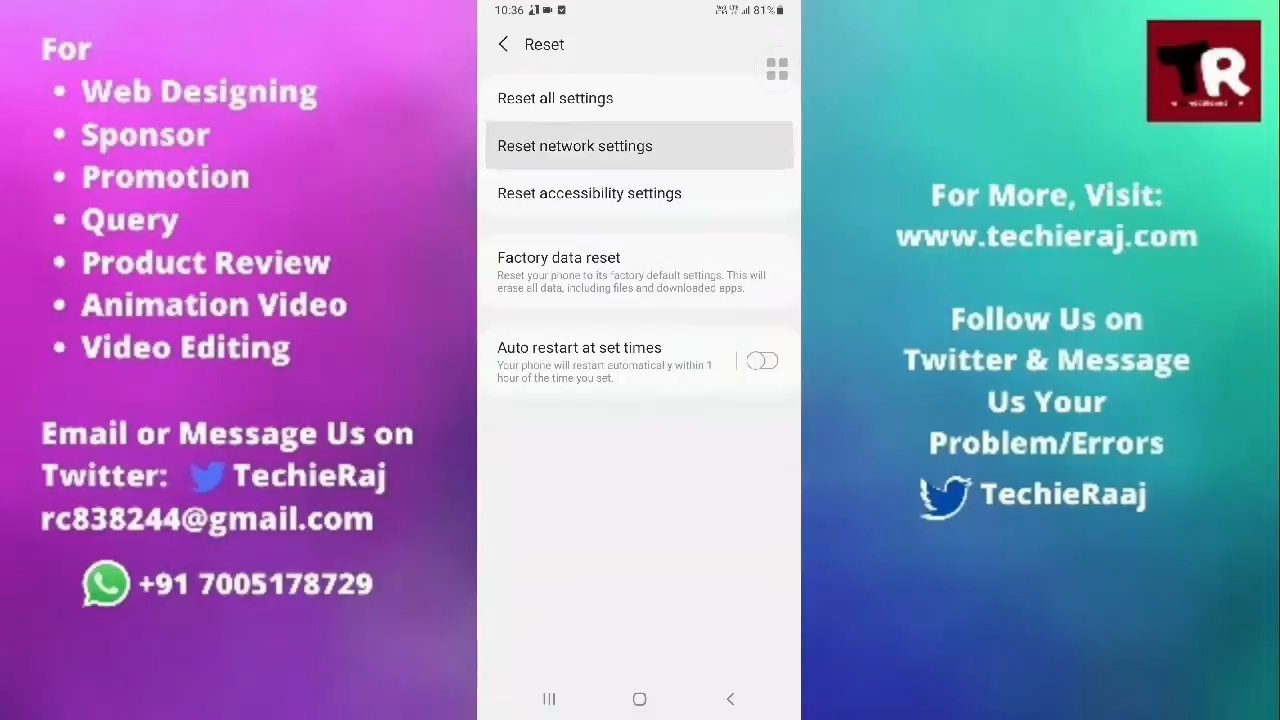 For
• Web Designing
• Sponsor
• Promotion
• Query
• Product Review
• Animation Video
• Video Editing
Email or Message Us on
Twitter: TechieRaj
rc838244@gmail.com
+91 7005178729
10:36
81%
Reset
Reset all settings
Reset network settings
Reset accessibility settings
Factory data reset
Reset your phone to its factory default settings. This will
erase all data, including files and downloaded apps.
Auto restart at set times
Your phone will restart automatically within 1
hour of the time you set.
TR
For More, Visit:
www.techieraj.com
Follow Us on
Twitter & Message
Us Your
Problem/Errors
TechieRaaj